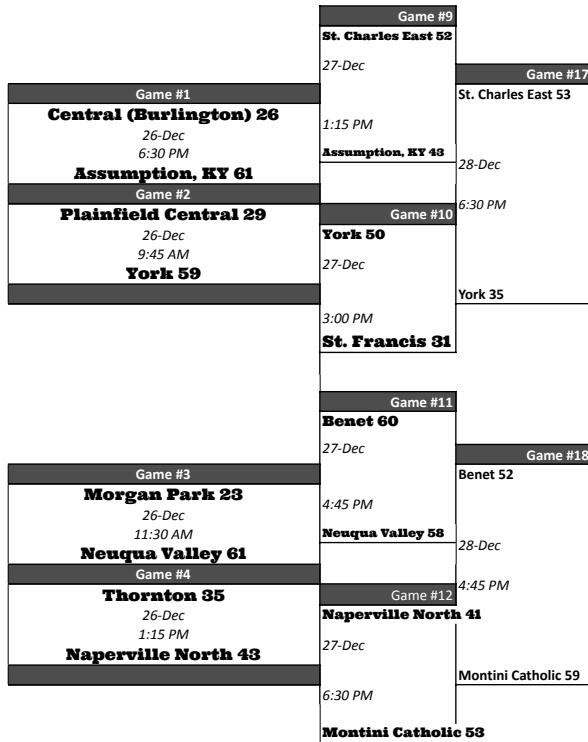 Game #9
St. Charles East 52
27-Dec
Game #17
Game #1
St. Charles East 53
Central (Burlington) 26
26-Dec
1:15 PM
6:30 PM
Assumption, KY 43
28-Dec
Assumption, KY 61
Game #2
6:30 PM
Plainfield Central 29
Game #10
26-Dec
York 50
9:45 AM
27-Dec
York 59
York 35
3:00 PM
St. Francis 31
Game #11
Benet 60
27-Dec
Game #18
Game #3
Benet 52
Morgan Park 23
4:45 PM
26-Dec
11:30 AM
Neuqua Valley 58
28-Dec
Neuqua Valley 61
Game #4
4:45 PM
Thornton 35
Game #12
26-Dec
Naperville North 41
1:15 PM
27-Dec
Naperville North 43
Montini Catholic 59
6:30 PM
Montini Catholic 53